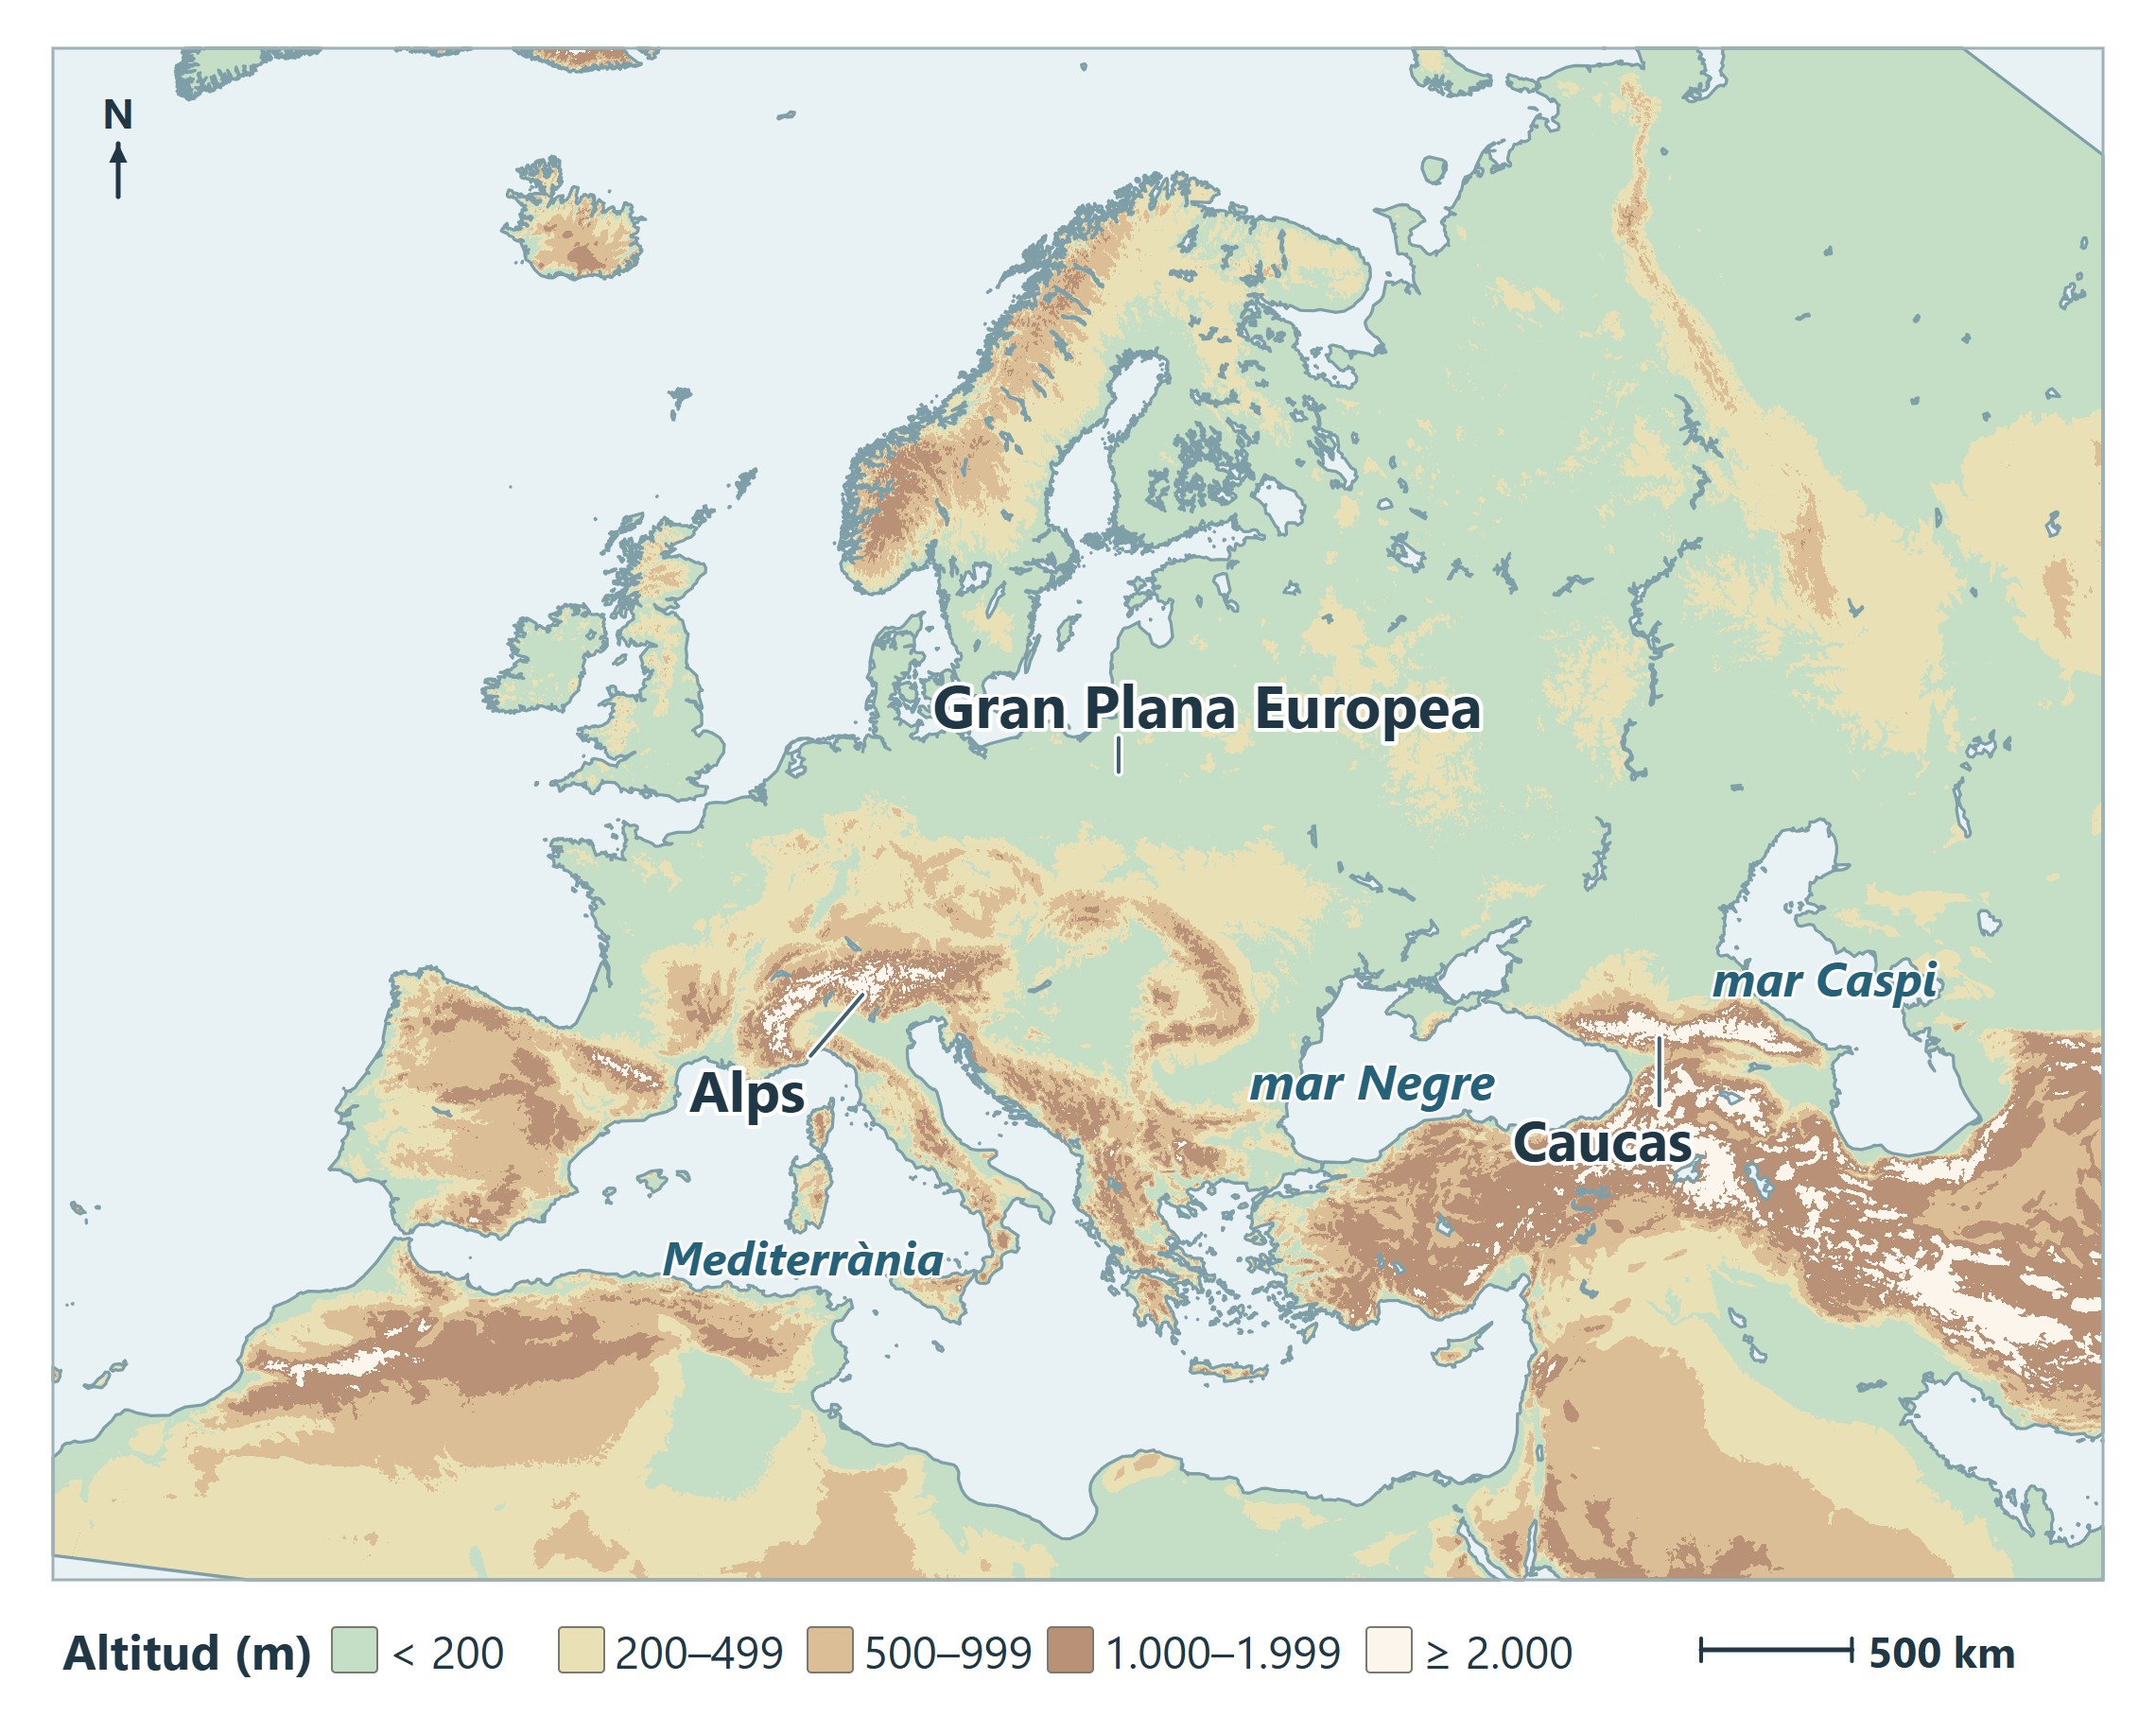 N
Gran Plana Europea
mar Caspi
mar Negre
Alps
Caucas
Mediterrània
Altitud (m)
< 200
200–499
500–999
1.000–1.999
≥ 2.000
500 km